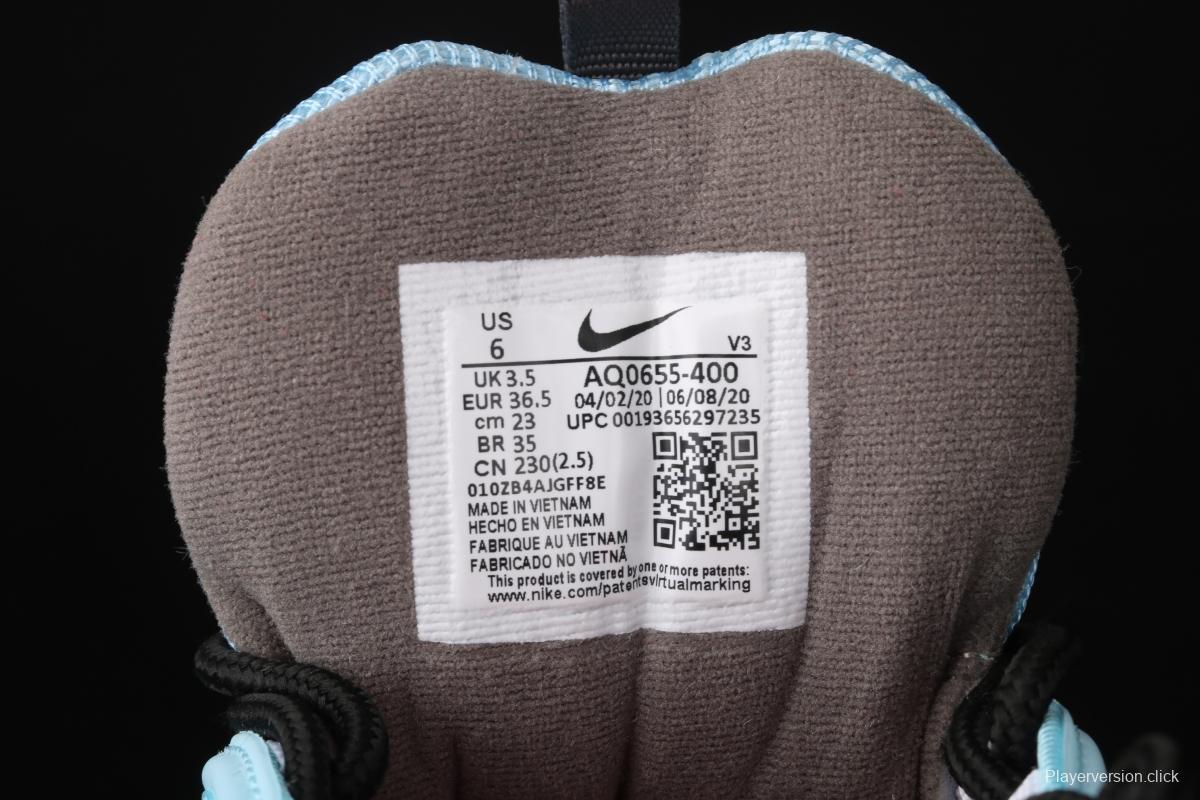 US
6
V3
UK 3.5
EUR 36.5
cm 23
BR 35
CN 230(2.5)
AQ0655-400
04/02/20 | 06/08/20
UPC 00193656297235
010ZB4AJGFF8E
MADE IN VIETNAM
HECHO EN VIETNAM
FABRIQUE AU VIETNAM
FABRICADO NO VIETNÃ
This product is covered by one or more patents:
www.nike.com/patentsvirtualmarking
Playerversion.click